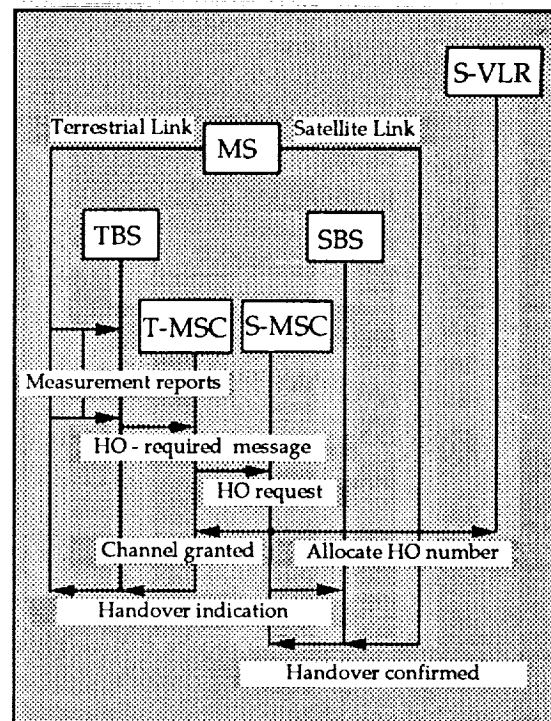 S-VLR
Terrestrial Link
MS
Satellite Link
TBS
SBS
T-MSC
S-MSC
Measurement reports
HO - required message
HO request
Channel granted
Allocate HO number
Handover indication
Handover confirmed